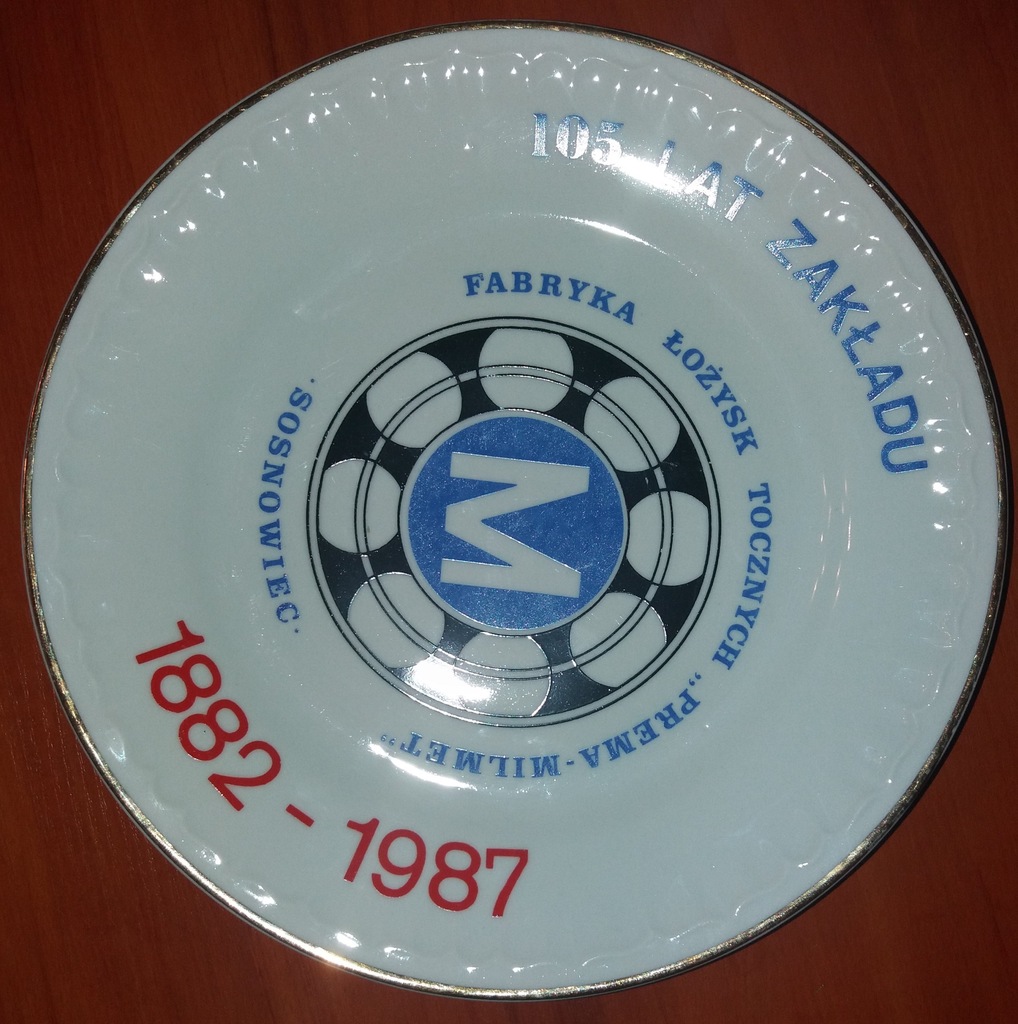 105 LAT ZAKŁADU
FABRYKA ŁOŻYSK TOCZNYCH „PREMA-MILMET”
SOSNOWIEC.
M
1882 - 1987